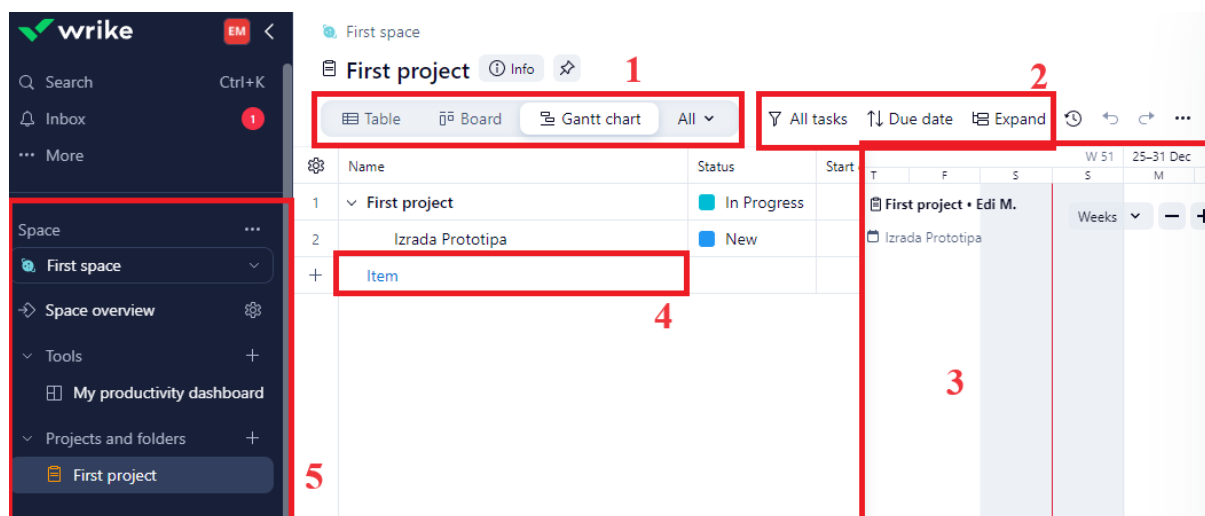 wrike EM
Search Ctrl+K
Inbox 1
More
Space
First space
Space overview
Tools
My productivity dashboard
Projects and folders
First project
5
First space
First project Info
1
2
Table Board Gantt chart All
All tasks Due date Expand
Name Status Start
W 51 25–31 Dec
T F S S M
1 First project In Progress
2 Izrada Prototipa New
Item
4
First project • Edi M.
Weeks
Izrada Prototipa
3